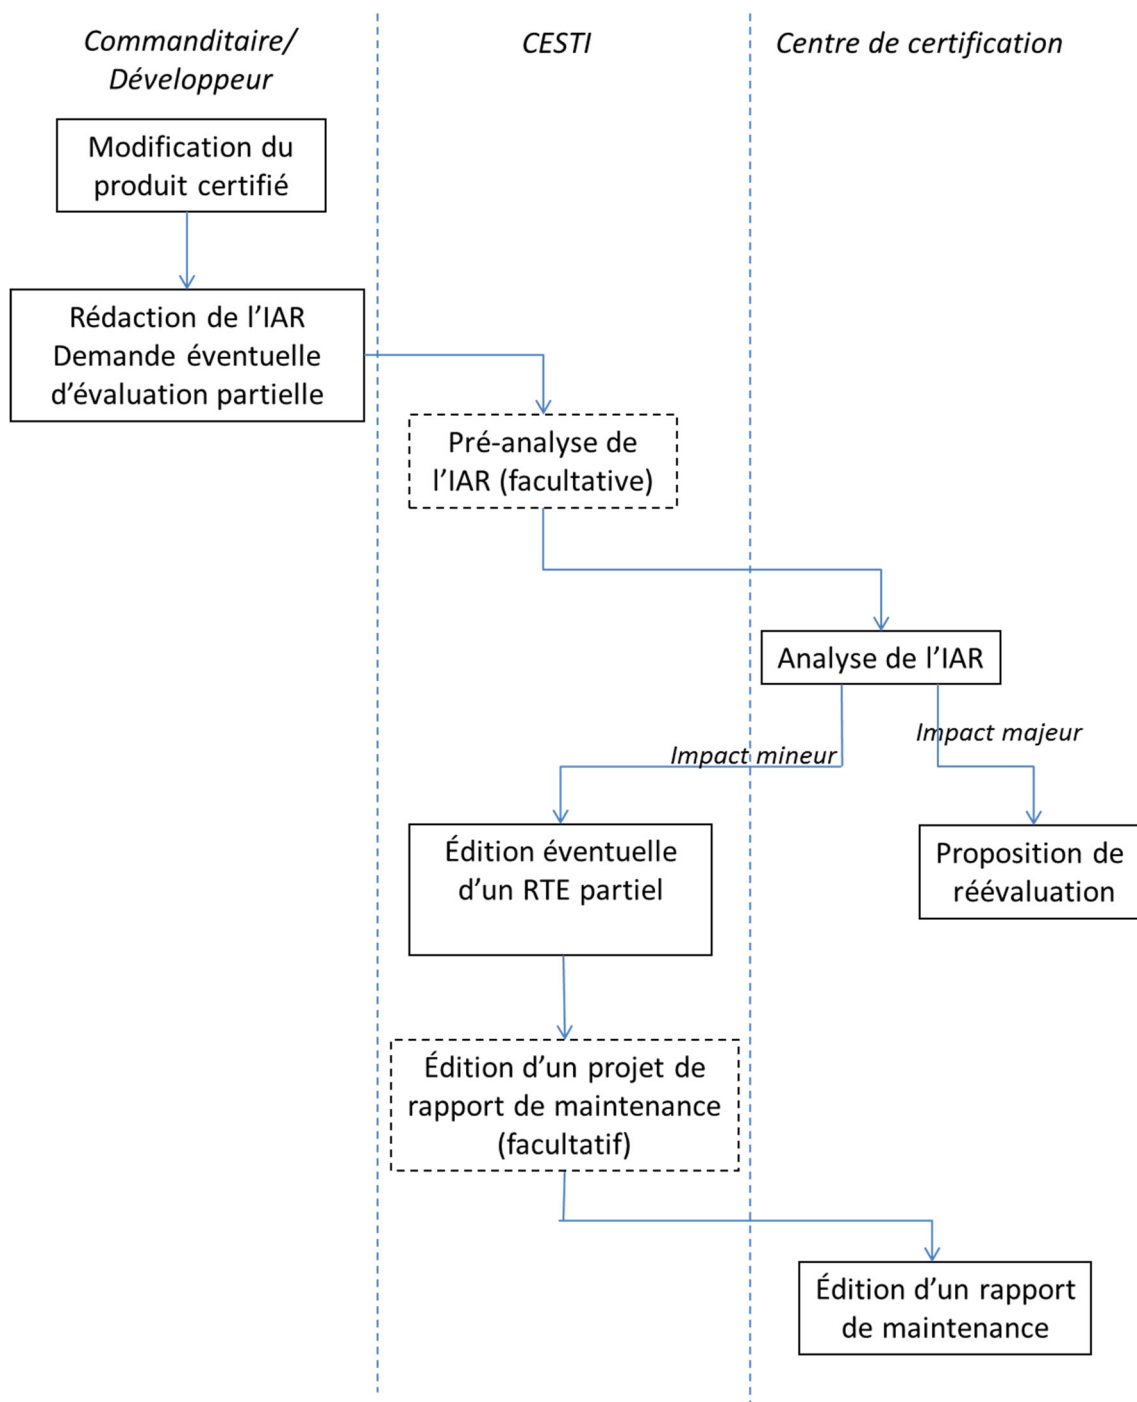 Commanditaire/
Développeur
CESTI
Centre de certification
Modification du
produit certifié
Rédaction de l’IAR
Demande éventuelle
d’évaluation partielle
Pré-analyse de
l’IAR (facultative)
Analyse de l’IAR
Impact majeur
Impact mineur
Édition éventuelle
d’un RTE partiel
Proposition de
réévaluation
Édition d’un projet de
rapport de maintenance
(facultatif)
Édition d’un rapport
de maintenance